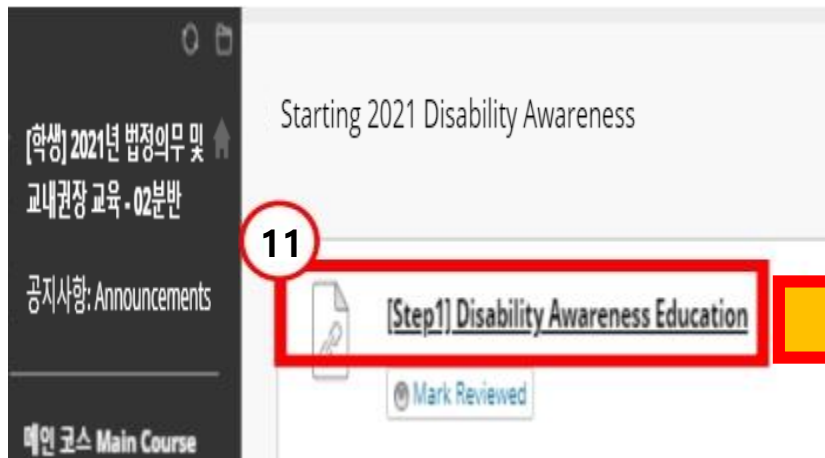 [학생] 2021년 법정의무 및
교내권장 교육 - 02분반
공지사항: Announcements
메인 코스 Main Course
Starting 2021 Disability Awareness
11
[Step1] Disability Awareness Education
Mark Reviewed